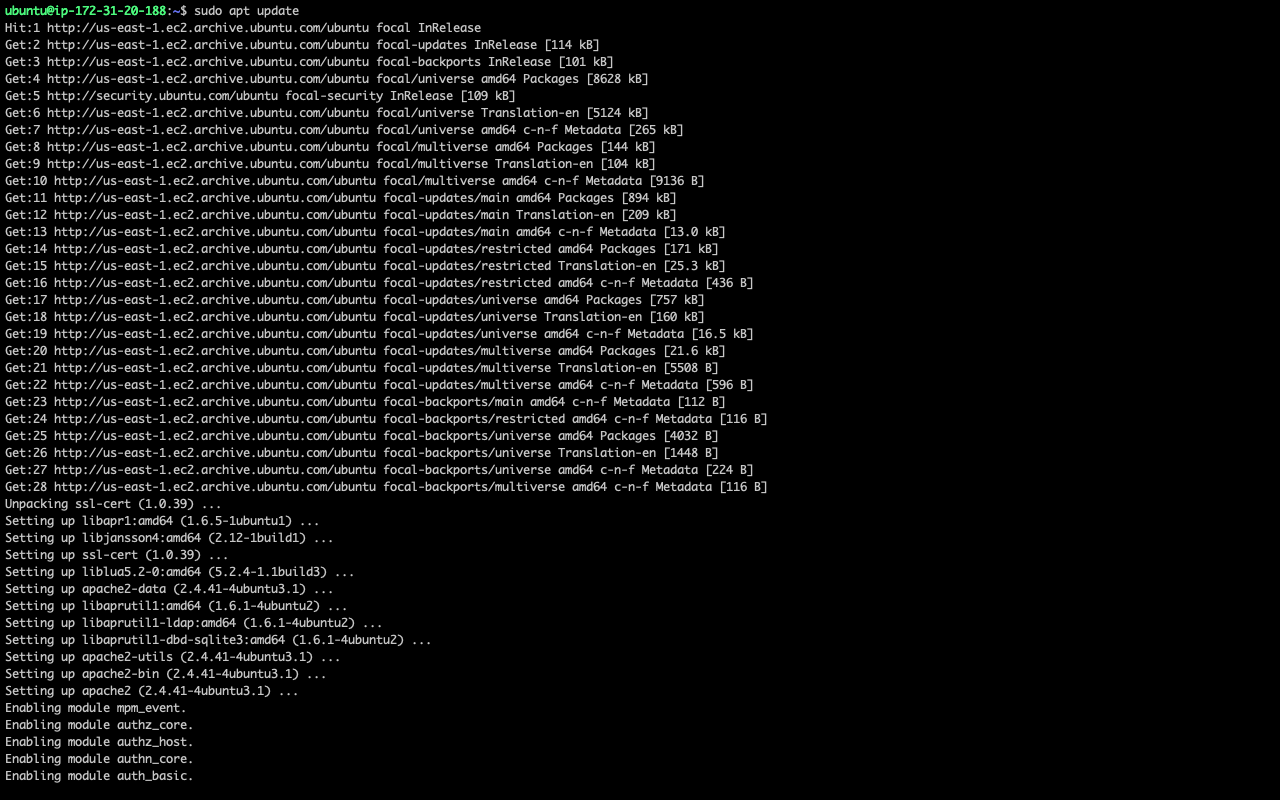 ubuntu@ip-172-31-20-188:~$ sudo apt update
Hit:1 http://us-east-1.ec2.archive.ubuntu.com/ubuntu focal InRelease
Get:2 http://us-east-1.ec2.archive.ubuntu.com/ubuntu focal-updates InRelease [114 kB]
Get:3 http://us-east-1.ec2.archive.ubuntu.com/ubuntu focal-backports InRelease [101 kB]
Get:4 http://us-east-1.ec2.archive.ubuntu.com/ubuntu focal/universe amd64 Packages [8628 kB]
Get:5 http://security.ubuntu.com/ubuntu focal-security InRelease [109 kB]
Get:6 http://us-east-1.ec2.archive.ubuntu.com/ubuntu focal/universe Translation-en [5124 kB]
Get:7 http://us-east-1.ec2.archive.ubuntu.com/ubuntu focal/universe amd64 c-n-f Metadata [265 kB]
Get:8 http://us-east-1.ec2.archive.ubuntu.com/ubuntu focal/multiverse amd64 Packages [144 kB]
Get:9 http://us-east-1.ec2.archive.ubuntu.com/ubuntu focal/multiverse Translation-en [104 kB]
Get:10 http://us-east-1.ec2.archive.ubuntu.com/ubuntu focal/multiverse amd64 c-n-f Metadata [9136 B]
Get:11 http://us-east-1.ec2.archive.ubuntu.com/ubuntu focal-updates/main amd64 Packages [894 kB]
Get:12 http://us-east-1.ec2.archive.ubuntu.com/ubuntu focal-updates/main Translation-en [209 kB]
Get:13 http://us-east-1.ec2.archive.ubuntu.com/ubuntu focal-updates/main amd64 c-n-f Metadata [13.0 kB]
Get:14 http://us-east-1.ec2.archive.ubuntu.com/ubuntu focal-updates/restricted amd64 Packages [171 kB]
Get:15 http://us-east-1.ec2.archive.ubuntu.com/ubuntu focal-updates/restricted Translation-en [25.3 kB]
Get:16 http://us-east-1.ec2.archive.ubuntu.com/ubuntu focal-updates/restricted amd64 c-n-f Metadata [436 B]
Get:17 http://us-east-1.ec2.archive.ubuntu.com/ubuntu focal-updates/universe amd64 Packages [757 kB]
Get:18 http://us-east-1.ec2.archive.ubuntu.com/ubuntu focal-updates/universe Translation-en [160 kB]
Get:19 http://us-east-1.ec2.archive.ubuntu.com/ubuntu focal-updates/universe amd64 c-n-f Metadata [16.5 kB]
Get:20 http://us-east-1.ec2.archive.ubuntu.com/ubuntu focal-updates/multiverse amd64 Packages [21.6 kB]
Get:21 http://us-east-1.ec2.archive.ubuntu.com/ubuntu focal-updates/multiverse Translation-en [5508 B]
Get:22 http://us-east-1.ec2.archive.ubuntu.com/ubuntu focal-updates/multiverse amd64 c-n-f Metadata [596 B]
Get:23 http://us-east-1.ec2.archive.ubuntu.com/ubuntu focal-backports/main amd64 c-n-f Metadata [112 B]
Get:24 http://us-east-1.ec2.archive.ubuntu.com/ubuntu focal-backports/restricted amd64 c-n-f Metadata [116 B]
Get:25 http://us-east-1.ec2.archive.ubuntu.com/ubuntu focal-backports/universe amd64 Packages [4032 B]
Get:26 http://us-east-1.ec2.archive.ubuntu.com/ubuntu focal-backports/universe Translation-en [1448 B]
Get:27 http://us-east-1.ec2.archive.ubuntu.com/ubuntu focal-backports/universe amd64 c-n-f Metadata [224 B]
Get:28 http://us-east-1.ec2.archive.ubuntu.com/ubuntu focal-backports/multiverse amd64 c-n-f Metadata [116 B]
Unpacking ssl-cert (1.0.39) ...
Setting up libapr1:amd64 (1.6.5-1ubuntu1) ...
Setting up libjansson4:amd64 (2.12-1build1) ...
Setting up ssl-cert (1.0.39) ...
Setting up liblua5.2-0:amd64 (5.2.4-1.1build3) ...
Setting up apache2-data (2.4.41-4ubuntu3.1) ...
Setting up libaprutil1:amd64 (1.6.1-4ubuntu2) ...
Setting up libaprutil1-ldap:amd64 (1.6.1-4ubuntu2) ...
Setting up libaprutil1-dbd-sqlite3:amd64 (1.6.1-4ubuntu2) ...
Setting up apache2-utils (2.4.41-4ubuntu3.1) ...
Setting up apache2-bin (2.4.41-4ubuntu3.1) ...
Setting up apache2 (2.4.41-4ubuntu3.1) ...
Enabling module mpm_event.
Enabling module authz_core.
Enabling module authz_host.
Enabling module authn_core.
Enabling module auth_basic.